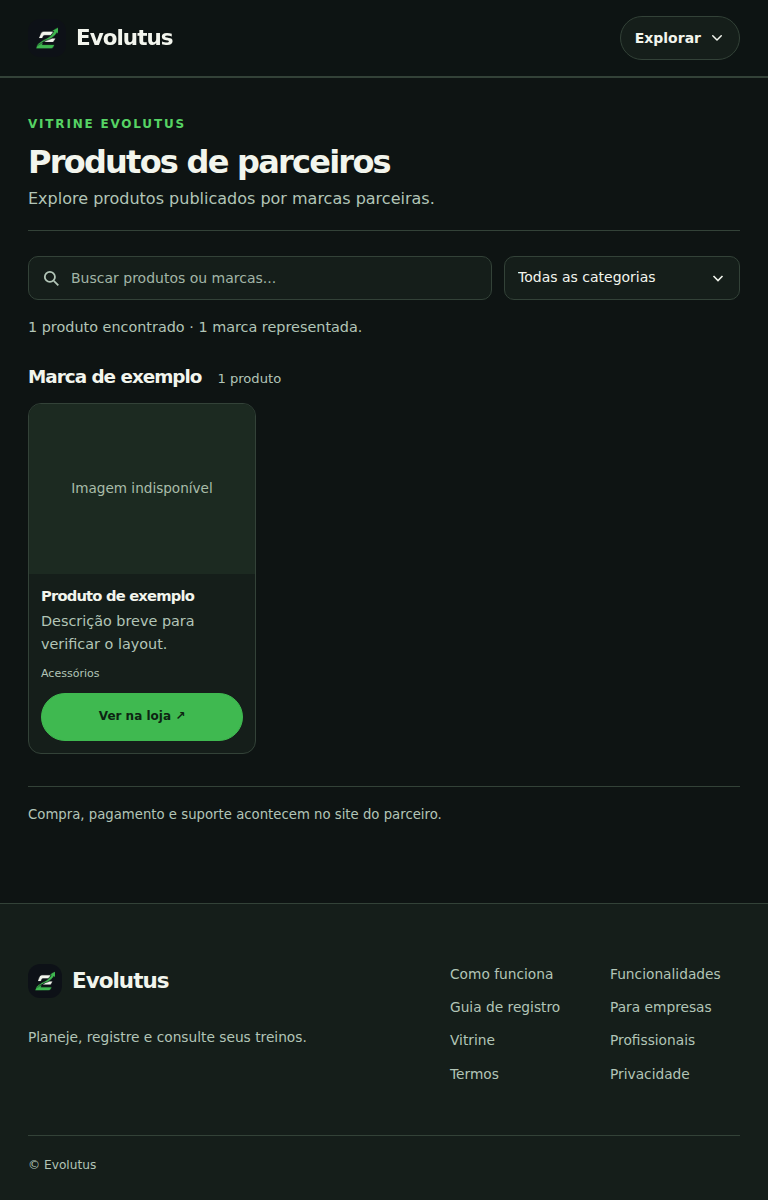 Evolutus
Explorar
VITRINE EVOLUTUS
Produtos de parceiros
Explore produtos publicados por marcas parceiras.
Buscar produtos ou marcas...
Todas as categorias
1 produto encontrado · 1 marca representada.
Marca de exemplo
1 produto
Imagem indisponível
Produto de exemplo
Descrição breve para
verificar o layout.
Acessórios
Ver na loja ↗
Compra, pagamento e suporte acontecem no site do parceiro.
Evolutus
Planeje, registre e consulte seus treinos.
Como funciona
Funcionalidades
Guia de registro
Para empresas
Vitrine
Profissionais
Termos
Privacidade
© Evolutus